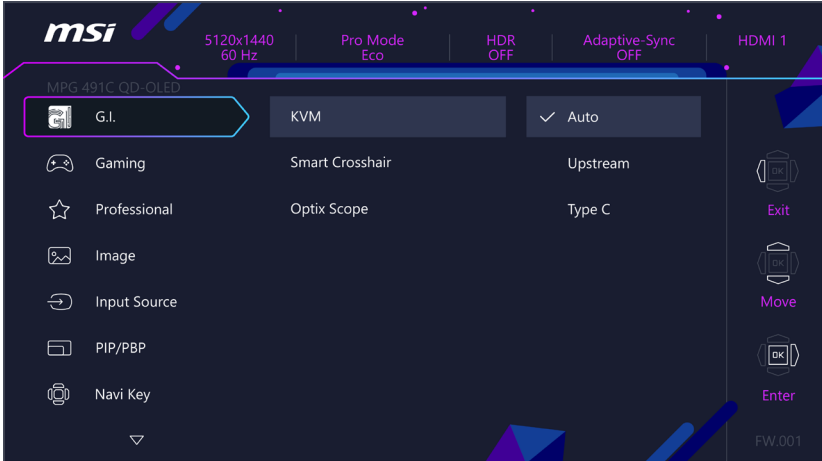 msi
5120x1440
60 Hz
Pro Mode
Eco
HDR
OFF
Adaptive-Sync
OFF
HDMI 1
MPG 491C QD-OLED
G.I.
KVM
Auto
Gaming
Smart Crosshair
Upstream
Professional
Optix Scope
Type C
Image
Input Source
PIP/PBP
Navi Key
OK
Exit
OK
Move
OK
Enter
FW.001